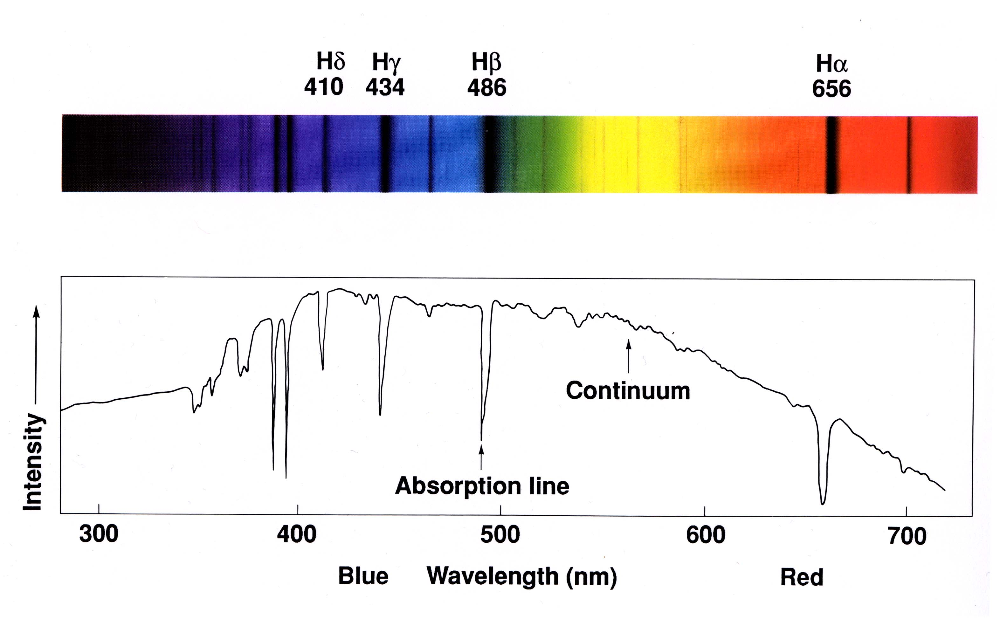 Hδ Hγ Hβ Hα
410 434 486 656
Intensity
Continuum
Absorption line
300 400 500 600 700
Blue Wavelength (nm) Red